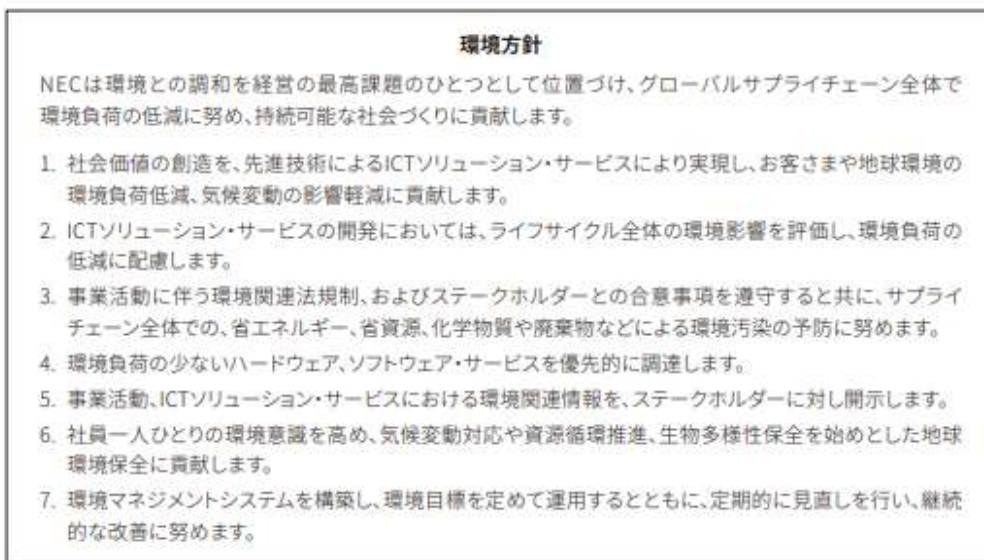 環境方針
NECは環境との調和を経営の最高課題のひとつとして位置づけ、グローバルサプライチェーン全体で
環境負荷の低減に努め、持続可能な社会づくりに貢献します。
1. 社会価値の創造を、先進技術によるICTソリューション・サービスにより実現し、お客さまや地球環境の
環境負荷低減、気候変動の影響軽減に貢献します。
2. ICTソリューション・サービスの開発においては、ライフサイクル全体の環境影響を評価し、環境負荷の
低減に配慮します。
3. 事業活動に伴う環境関連法規制、およびステークホルダーとの合意事項を遵守すると共に、サプライ
チェーン全体での、省エネルギー、省資源、化学物質や廃棄物などによる環境汚染の予防に努めます。
4. 環境負荷の少ないハードウェア、ソフトウェア・サービスを優先的に調達します。
5. 事業活動、ICTソリューション・サービスにおける環境関連情報を、ステークホルダーに対し開示します。
6. 社員一人ひとりの環境意識を高め、気候変動対応や資源循環推進、生物多様性保全を始めとした地球
環境保全に貢献します。
7. 環境マネジメントシステムを構築し、環境目標を定めて運用するとともに、定期的に見直しを行い、継続
的な改善に努めます。